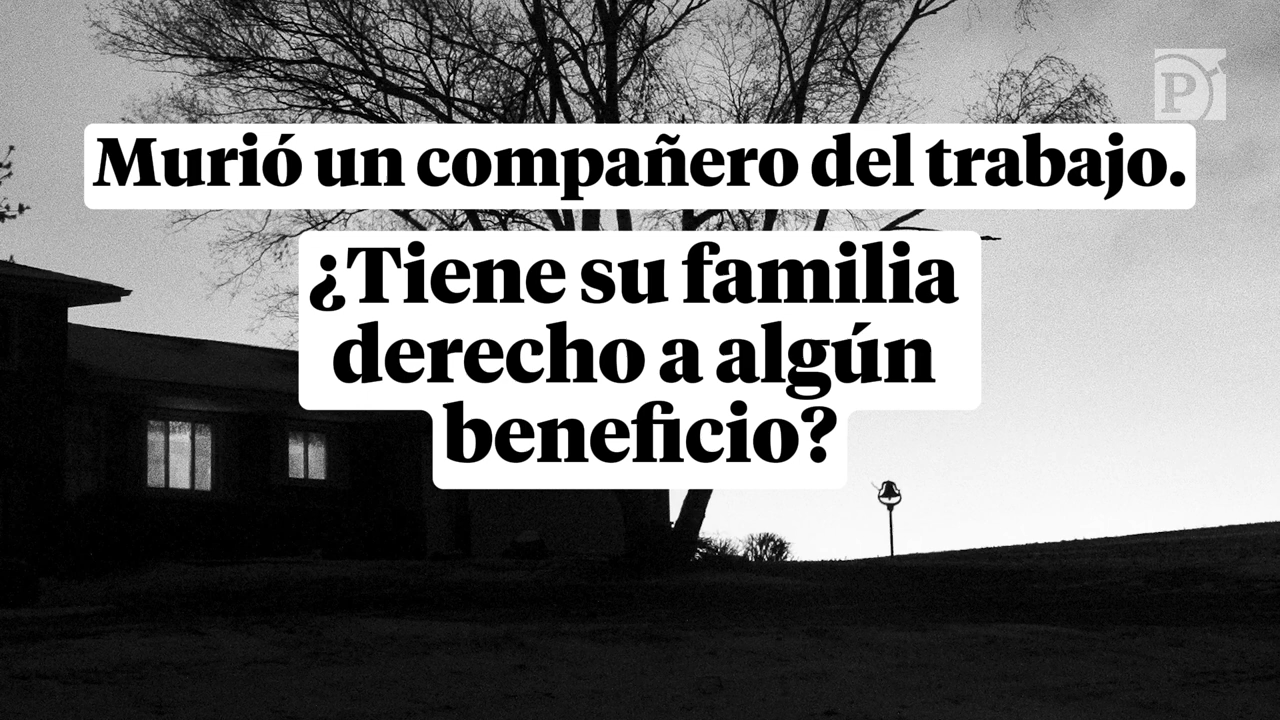 P
Murió un compañero del trabajo.
¿Tiene su familia
derecho a algún
beneficio?